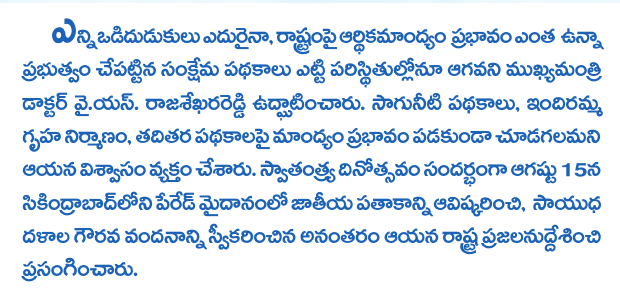 ఎన్ని ఒడిదుడుకులు ఎదురైనా, రాష్ట్రంపై ఆర్థికమాంద్యం ప్రభావం ఎంత ఉన్నా
ప్రభుత్వం చేపట్టిన సంక్షేమ పథకాలు ఎట్టి పరిస్థితుల్లోనూ ఆగవని ముఖ్యమంత్రి
డాక్టర్ వై.యస్. రాజశేఖరరెడ్డి ఉద్ఘాటించారు. సాగునీటి పథకాలు, ఇందిరమ్మ
గృహ నిర్మాణం, తదితర పథకాలపై మాంద్యం ప్రభావం పడకుండా చూడగలమని
ఆయన విశ్వాసం వ్యక్తం చేశారు. స్వాతంత్ర్య దినోత్సవం సందర్భంగా ఆగష్టు 15న
సికింద్రాబాద్‌లోని పేరేడ్ మైదానంలో జాతీయ పతాకాన్ని ఆవిష్కరించి, సాయుధ
దళాల గౌరవ వందనాన్ని స్వీకరించిన అనంతరం ఆయన రాష్ట్ర ప్రజలనుద్దేశించి
ప్రసంగించారు.